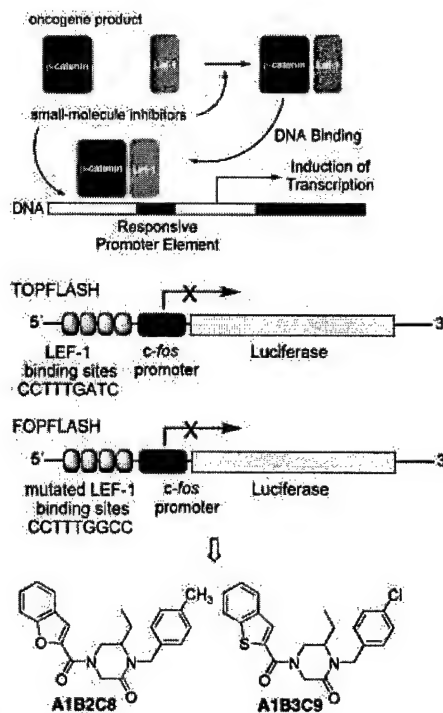 oncogene product
β-catenin
Lef-1
β-catenin
Lef-1
small-molecule inhibitors
DNA Binding
β-catenin
Lef-1
Induction of
Transcription
DNA
Responsive
Promoter Element
TOPFLASH
5'
3'
LEF-1
binding sites
CCTTTGATC
c-fos
promoter
Luciferase
FOPFLASH
5'
3'
mutated LEF-1
binding sites
CCTTTGGCC
c-fos
promoter
Luciferase
CH3
O
N
N
O
O
A1B2C8
Cl
S
N
N
O
O
A1B3C9